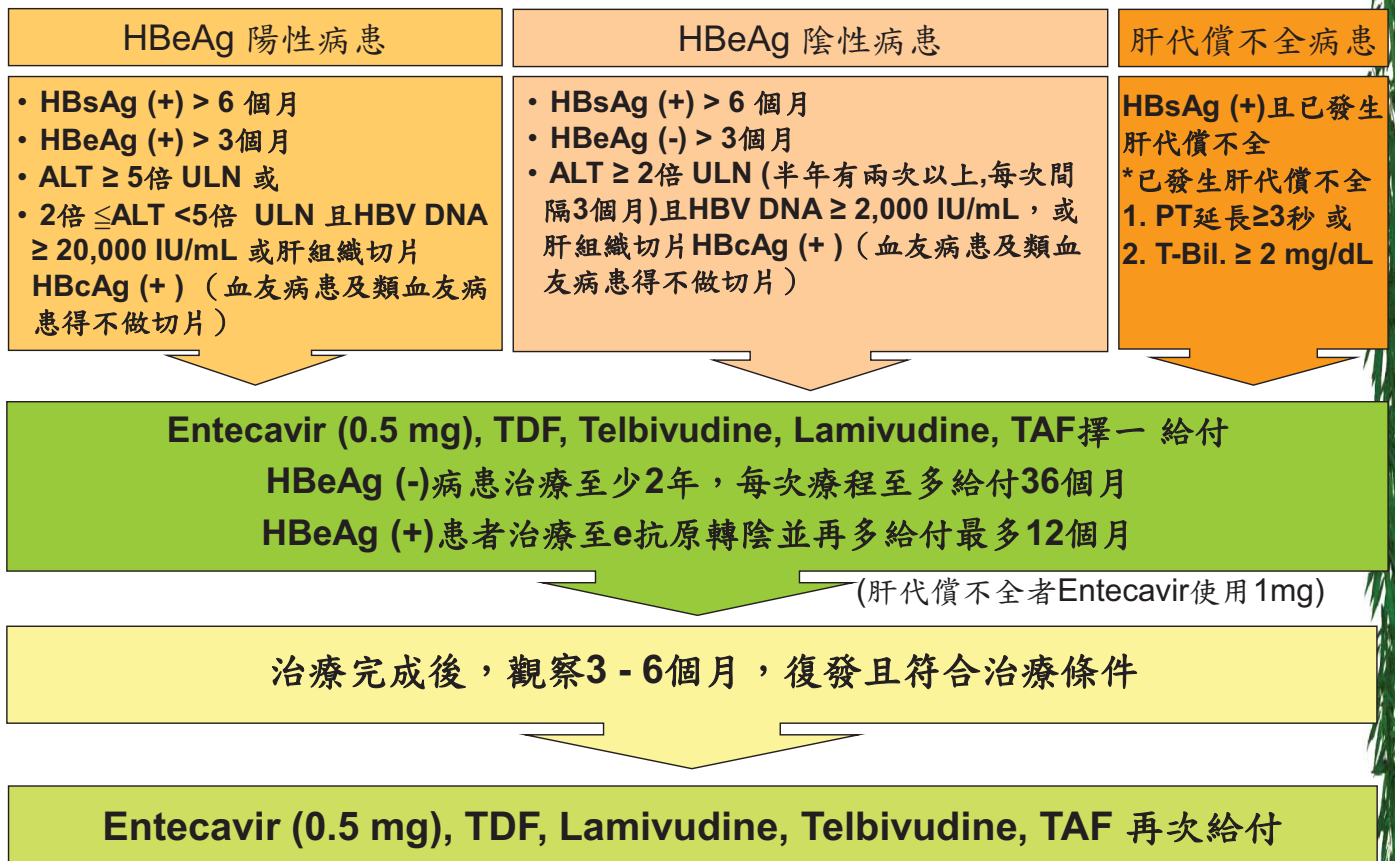 HBeAg 陽性病患
• HBsAg (+) > 6 個月
• HBeAg (+) > 3個月
• ALT ≥ 5倍 ULN 或
• 2倍 ≦ALT <5倍 ULN 且HBV DNA
≥ 20,000 IU/mL 或肝組織切片
HBcAg (+ ) （血友病患及類血友病
患得不做切片）
HBeAg 陰性病患
• HBsAg (+) > 6 個月
• HBeAg (-) > 3個月
• ALT ≥ 2倍 ULN (半年有兩次以上,每次間
隔3個月)且HBV DNA ≥ 2,000 IU/mL，或
肝組織切片HBcAg (+ )（血友病患及類血
友病患得不做切片）
肝代償不全病患
HBsAg (+)且已發生
肝代償不全
*已發生肝代償不全
1. PT延長≥3秒 或
2. T-Bil. ≥ 2 mg/dL
Entecavir (0.5 mg), TDF, Telbivudine, Lamivudine, TAF擇一 給付
HBeAg (-)病患治療至少2年，每次療程至多給付36個月
HBeAg (+)患者治療至e抗原轉陰並再多給付最多12個月
(肝代償不全者Entecavir使用1mg)
治療完成後，觀察3 - 6個月，復發且符合治療條件
Entecavir (0.5 mg), TDF, Lamivudine, Telbivudine, TAF 再次給付